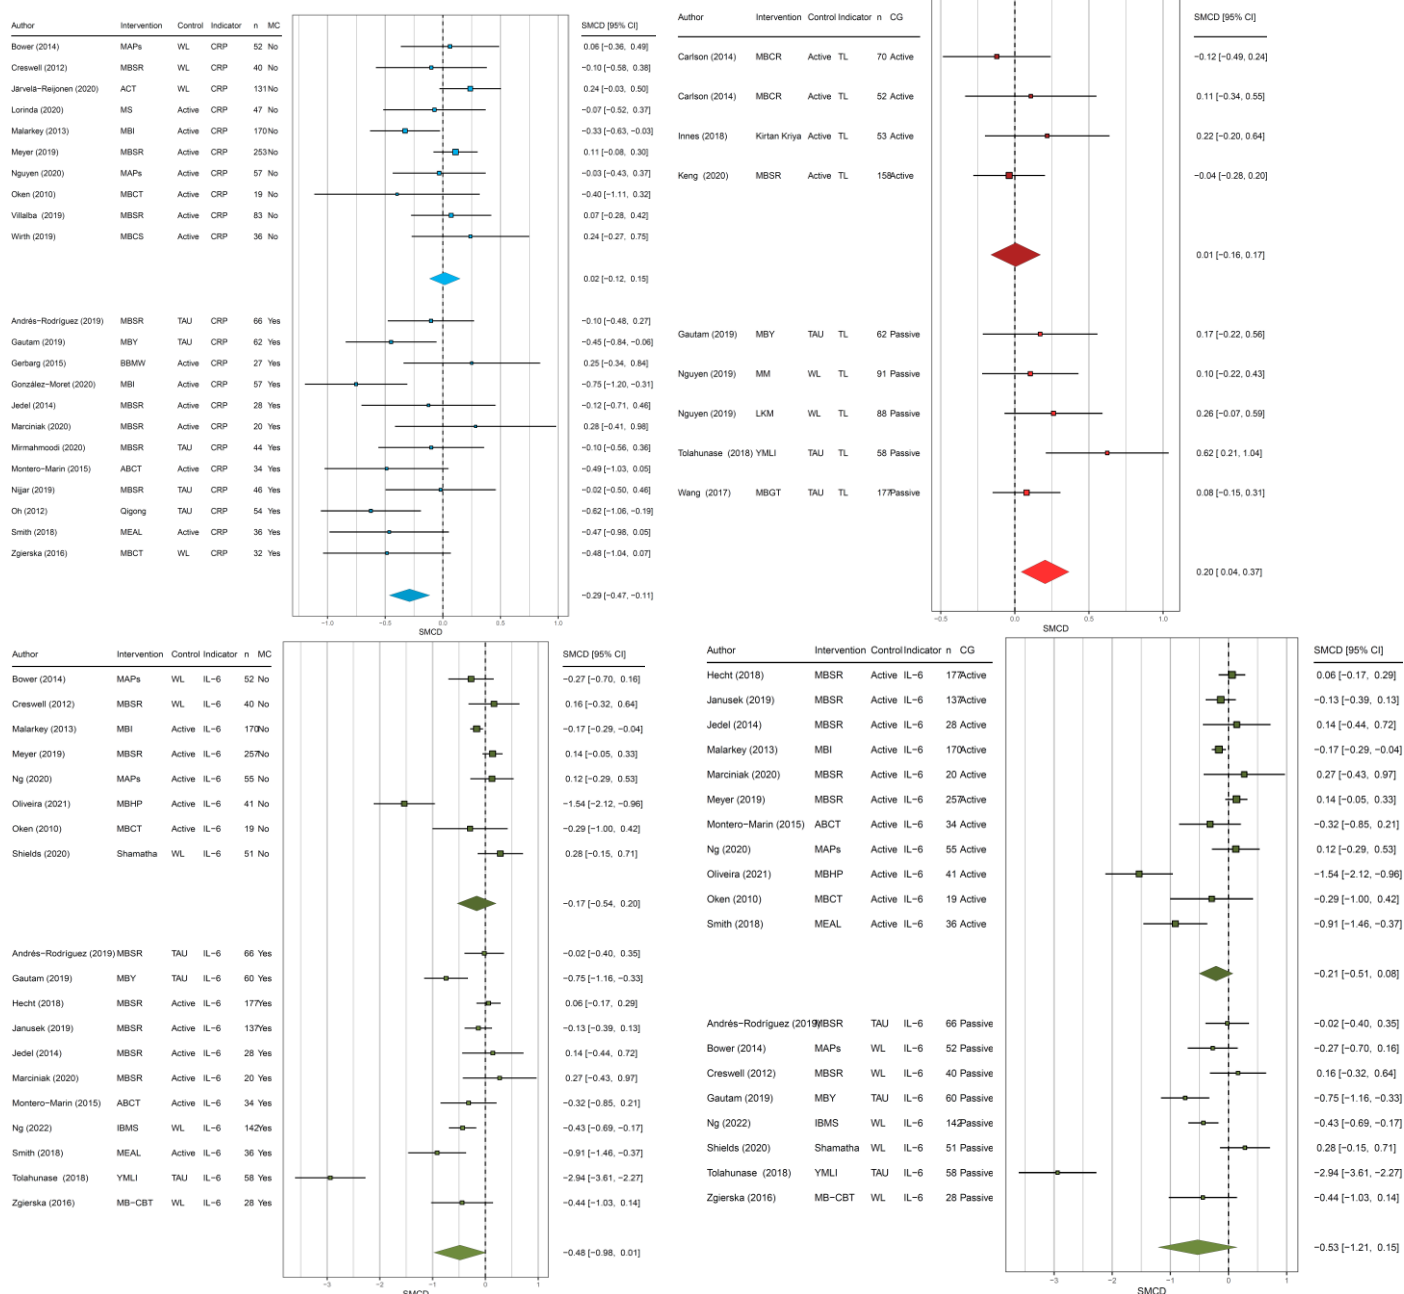 Author Intervention Control Indicator n MC SMCD [95% CI]
Bower (2014) MAPs WL CRP 52 No 0.06 [−0.36, 0.49]
Creswell (2012) MBSR WL CRP 40 No −0.10 [−0.58, 0.38]
Järvelä−Reijonen (2020) ACT WL CRP 131No 0.24 [−0.03, 0.50]
Lorinda (2020) MS Active CRP 47 No −0.07 [−0.52, 0.37]
Malarkey (2013) MBI Active CRP 170No −0.33 [−0.63, −0.03]
Meyer (2019) MBSR Active CRP 253No 0.11 [−0.08, 0.30]
Nguyen (2020) MAPs Active CRP 57 No −0.03 [−0.43, 0.37]
Oken (2010) MBCT Active CRP 19 No −0.40 [−1.11, 0.32]
Villalba (2019) MBSR Active CRP 83 No 0.07 [−0.28, 0.42]
Wirth (2019) MBCS Active CRP 36 No 0.24 [−0.27, 0.75]
0.02 [−0.12, 0.15]
Andrés−Rodríguez (2019) MBSR TAU CRP 66 Yes −0.10 [−0.48, 0.27]
Gautam (2019) MBY TAU CRP 62 Yes −0.45 [−0.84, −0.06]
Gerbarg (2015) BBMW WL CRP 27 Yes 0.25 [−0.34, 0.84]
González−Moret (2020) MBI Active CRP 57 Yes −0.75 [−1.20, −0.31]
Jedel (2014) MBSR Active CRP 28 Yes −0.12 [−0.71, 0.46]
Marciniak (2020) MBSR Active CRP 20 Yes 0.28 [−0.41, 0.98]
Mirmahmoodi (2020) MBSR TAU CRP 44 Yes −0.10 [−0.56, 0.36]
Montero−Marin (2015) ABCT Active CRP 34 Yes −0.49 [−1.03, 0.05]
Nijjar (2019) MBSR TAU CRP 46 Yes −0.02 [−0.50, 0.46]
Oh (2012) Qigong TAU CRP 54 Yes −0.62 [−1.06, −0.19]
Smith (2018) MEAL Active CRP 36 Yes −0.47 [−0.98, 0.05]
Zgierska (2016) MBCT WL CRP 32 Yes −0.48 [−1.04, 0.07]
−0.29 [−0.47, −0.11]
−1.0 −0.5 0.0 0.5 1.0
SMCD
Author Intervention Control Indicator n CG SMCD [95% CI]
Carlson (2014) MBCR Active TL 70 Active −0.12 [−0.49, 0.24]
Carlson (2014) MBCR Active TL 52 Active 0.11 [−0.34, 0.55]
Innes (2018) Kirtan Kriya Active TL 53 Active 0.22 [−0.20, 0.64]
Keng (2020) MBSR Active TL 158Active −0.04 [−0.28, 0.20]
0.01 [−0.16, 0.17]
Gautam (2019) MBY TAU TL 62 Passive 0.17 [−0.22, 0.56]
Nguyen (2019) MM WL TL 91 Passive 0.10 [−0.22, 0.43]
Nguyen (2019) LKM WL TL 88 Passive 0.26 [−0.07, 0.59]
Tolahunase (2018) YMLI TAU TL 58 Passive 0.62 [ 0.21, 1.04]
Wang (2017) MBGT TAU TL 177Passive 0.08 [−0.15, 0.31]
0.20 [ 0.04, 0.37]
−0.5 0.0 0.5 1.0
SMCD
Author Intervention Control Indicator n MC SMCD [95% CI]
Bower (2014) MAPs WL IL−6 52 No −0.27 [−0.70, 0.16]
Creswell (2012) MBSR WL IL−6 40 No 0.16 [−0.32, 0.64]
Malarkey (2013) MBI Active IL−6 170No −0.17 [−0.29, −0.04]
Meyer (2019) MBSR Active IL−6 257No 0.14 [−0.05, 0.33]
Ng (2020) MAPs Active IL−6 55 No 0.12 [−0.29, 0.53]
Oliveira (2021) MBHP Active IL−6 41 No −1.54 [−2.12, −0.96]
Oken (2010) MBCT Active IL−6 19 No −0.29 [−1.00, 0.42]
Shields (2020) Shamatha WL IL−6 51 No 0.28 [−0.15, 0.71]
−0.17 [−0.54, 0.20]
Andrés−Rodríguez (2019) MBSR TAU IL−6 66 Yes −0.02 [−0.40, 0.35]
Gautam (2019) MBY TAU IL−6 60 Yes −0.75 [−1.16, −0.33]
Hecht (2018) MBSR Active IL−6 177Yes 0.06 [−0.17, 0.29]
Janusek (2019) MBSR Active IL−6 137Yes −0.13 [−0.39, 0.13]
Jedel (2014) MBSR Active IL−6 28 Yes 0.14 [−0.44, 0.72]
Marciniak (2020) MBSR Active IL−6 20 Yes 0.27 [−0.43, 0.97]
Montero−Marin (2015) ABCT Active IL−6 34 Yes −0.32 [−0.85, 0.21]
Ng (2022) IBMS WL IL−6 142Yes −0.43 [−0.69, −0.17]
Smith (2018) MEAL Active IL−6 36 Yes −0.91 [−1.46, −0.37]
Tolahunase (2018) YMLI TAU IL−6 58 Yes −2.94 [−3.61, −2.27]
Zgierska (2016) MB−CBT WL IL−6 28 Yes −0.44 [−1.03, 0.14]
−0.48 [−0.98, 0.01]
−3 −2 −1 0 1
SMCD
Author Intervention Control Indicator n CG SMCD [95% CI]
Hecht (2018) MBSR Active IL−6 177Active 0.06 [−0.17, 0.29]
Janusek (2019) MBSR Active IL−6 137Active −0.13 [−0.39, 0.13]
Jedel (2014) MBSR Active IL−6 28 Active 0.14 [−0.44, 0.72]
Malarkey (2013) MBI Active IL−6 170Active −0.17 [−0.29, −0.04]
Marciniak (2020) MBSR Active IL−6 20 Active 0.27 [−0.43, 0.97]
Meyer (2019) MBSR Active IL−6 257Active 0.14 [−0.05, 0.33]
Montero−Marin (2015) ABCT Active IL−6 34 Active −0.32 [−0.85, 0.21]
Ng (2020) MAPs Active IL−6 55 Active 0.12 [−0.29, 0.53]
Oliveira (2021) MBHP Active IL−6 41 Active −1.54 [−2.12, −0.96]
Oken (2010) MBCT Active IL−6 19 Active −0.29 [−1.00, 0.42]
Smith (2018) MEAL Active IL−6 36 Active −0.91 [−1.46, −0.37]
−0.21 [−0.51, 0.08]
Andrés−Rodríguez (2019) MBSR TAU IL−6 66 Passive −0.02 [−0.40, 0.35]
Bower (2014) MAPs WL IL−6 52 Passive −0.27 [−0.70, 0.16]
Creswell (2012) MBSR WL IL−6 40 Passive 0.16 [−0.32, 0.64]
Gautam (2019) MBY TAU IL−6 60 Passive −0.75 [−1.16, −0.33]
Ng (2022) IBMS WL IL−6 142Passive −0.43 [−0.69, −0.17]
Shields (2020) Shamatha WL IL−6 51 Passive 0.28 [−0.15, 0.71]
Tolahunase (2018) YMLI TAU IL−6 58 Passive −2.94 [−3.61, −2.27]
Zgierska (2016) MB−CBT WL IL−6 28 Passive −0.44 [−1.03, 0.14]
−0.53 [−1.21, 0.15]
−3 −2 −1 0 1
SMCD